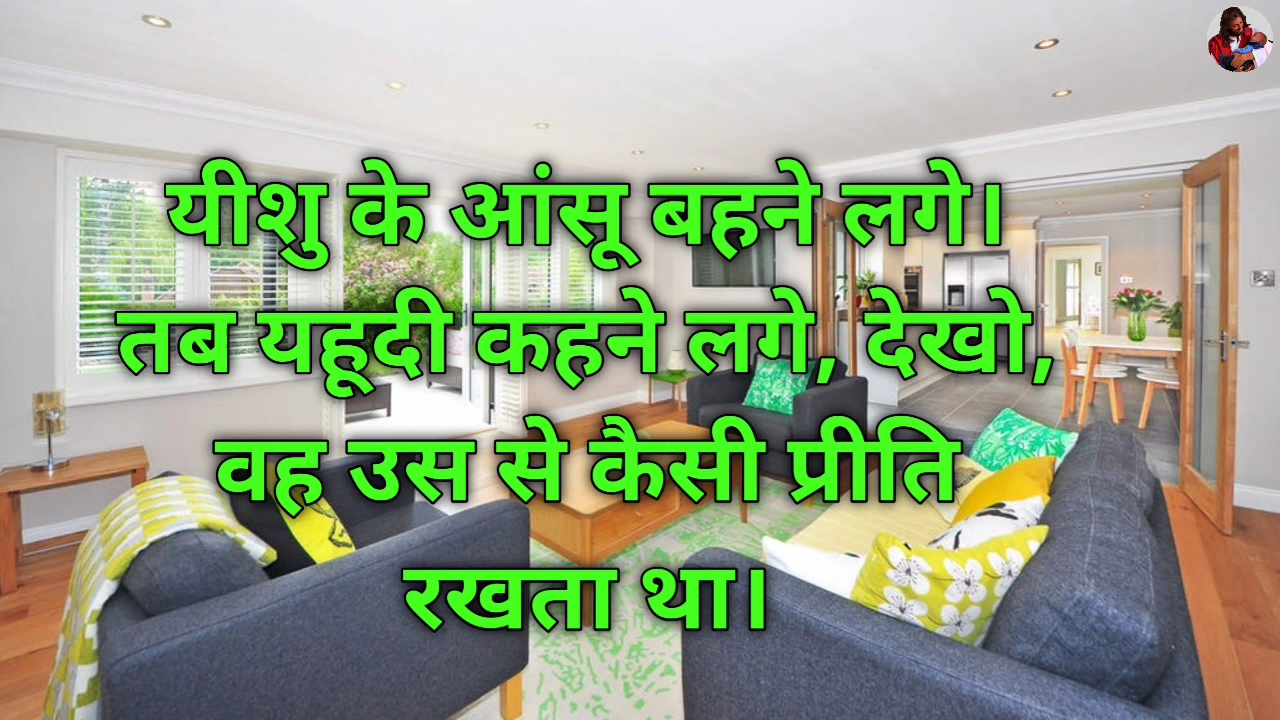 यीशु के आंसू बहने लगे।
तब यहूदी कहने लगे, देखो,
वह उस से कैसी प्रीति
रखता था।